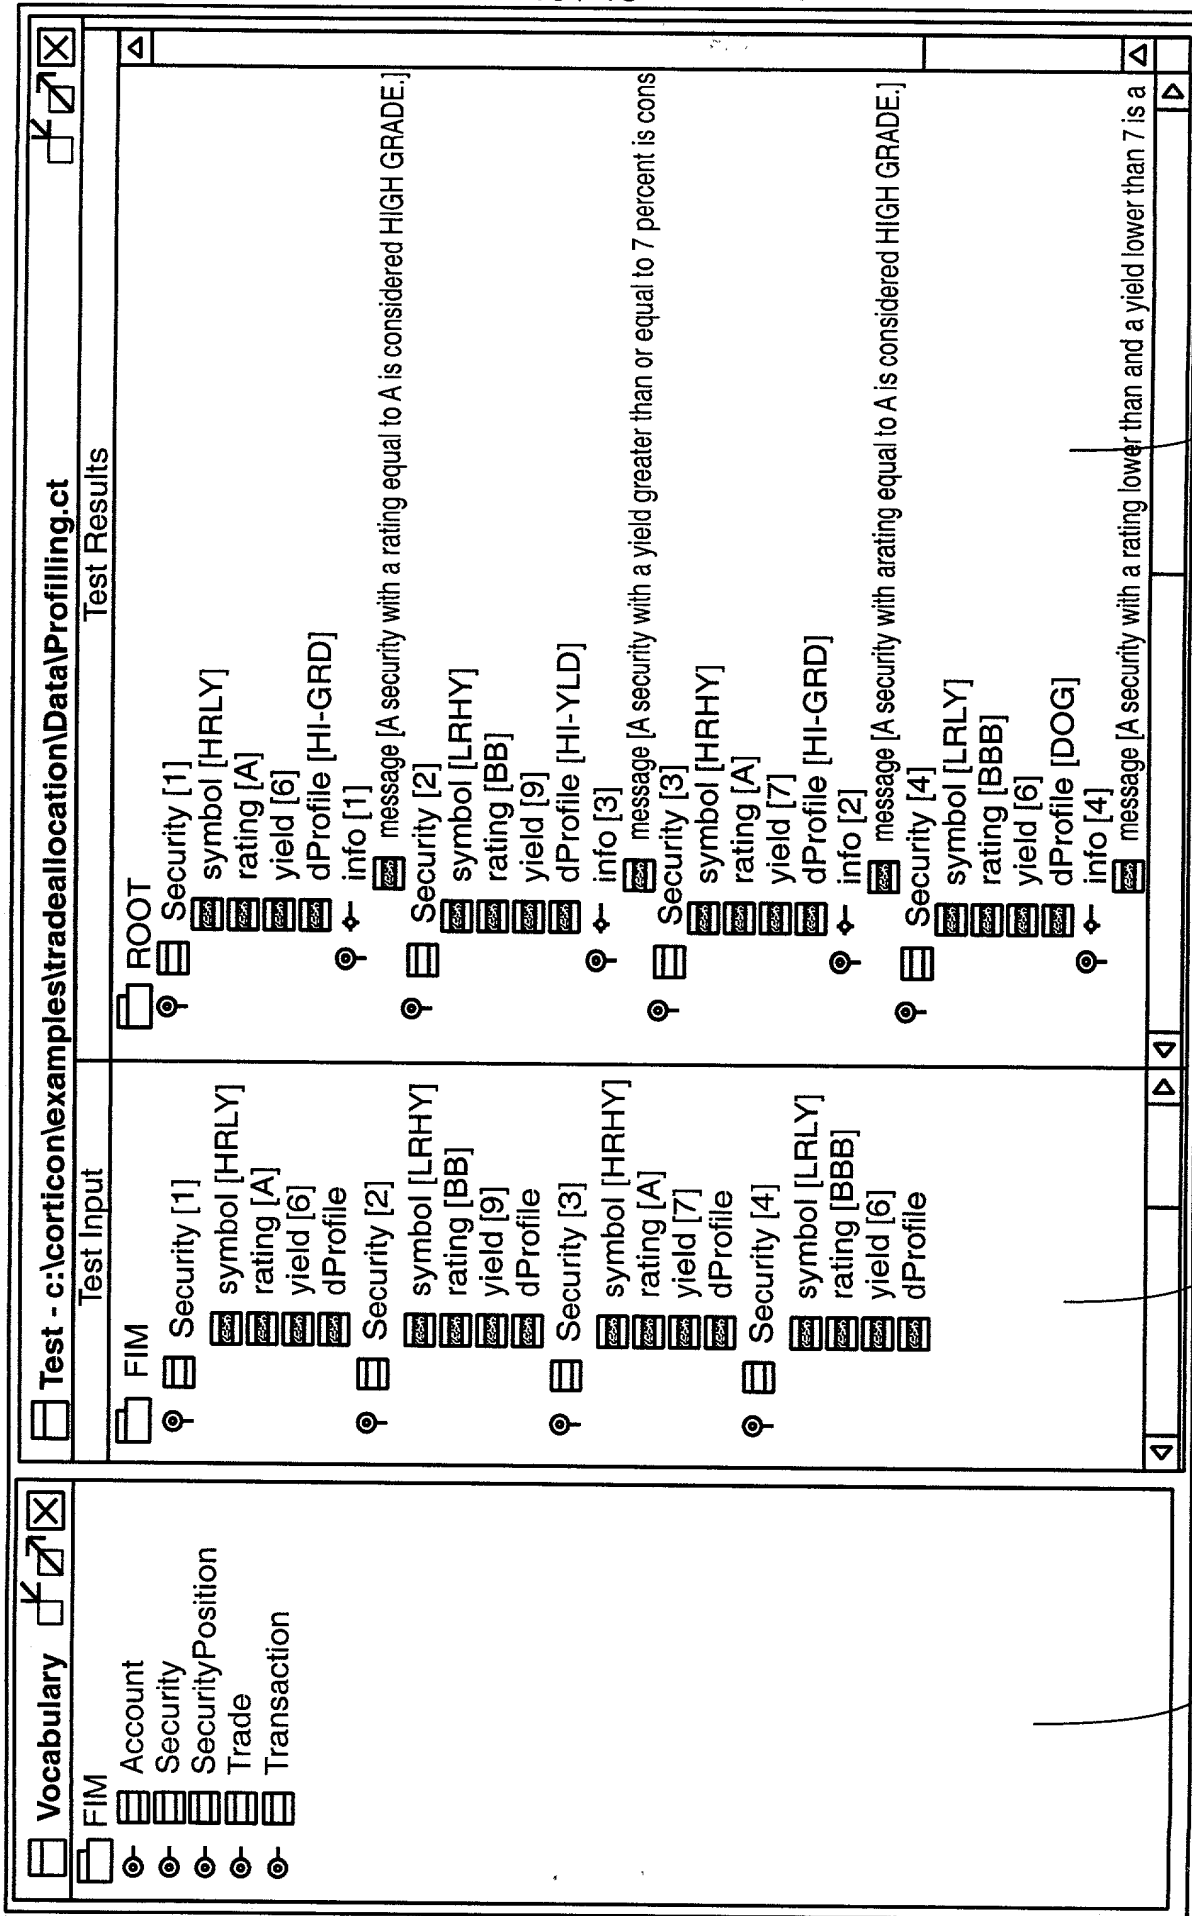 Vocabulary
FIM
Account
Security
SecurityPosition
Trade
Transaction
Test - c:\corticon\examples\tradeallocation\Data\Profilling.ct
Test Input
FIM
Security [1]
symbol [HRLY]
rating [A]
yield [6]
dProfile
Security [2]
symbol [LRHY]
rating [BB]
yield [9]
dProfile
Security [3]
symbol [HRHY]
rating [A]
yield [7]
dProfile
Security [4]
symbol [LRLY]
rating [BBB]
yield [6]
dProfile
Test Results
ROOT
Security [1]
symbol [HRLY]
rating [A]
yield [6]
dProfile [HI-GRD]
info [1]
message [A security with a rating equal to A is considered HIGH GRADE.]
Security [2]
symbol [LRHY]
rating [BB]
yield [9]
dProfile [HI-YLD]
info [3]
message [A security with a yield greater than or equal to 7 percent is cons
Security [3]
symbol [HRHY]
rating [A]
yield [7]
dProfile [HI-GRD]
info [2]
message [A security with arating equal to A is considered HIGH GRADE.]
Security [4]
symbol [LRLY]
rating [BBB]
yield [6]
dProfile [DOG]
info [4]
message [A security with a rating lower than and a yield lower than 7 is a